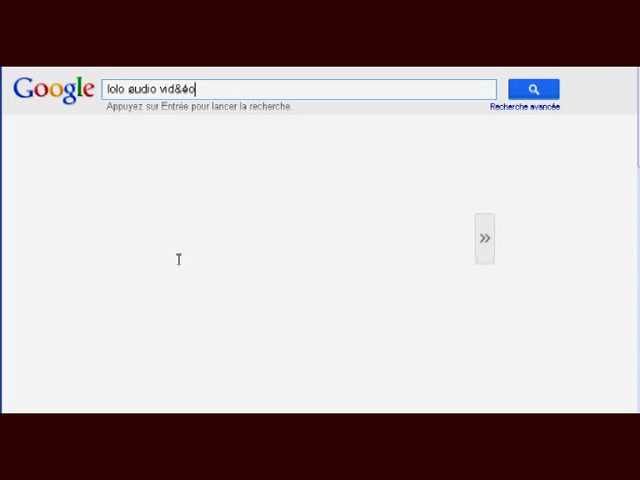 Google lolo audio vid&éo
Appuyez sur Entrée pour lancer la recherche. Recherche avancée